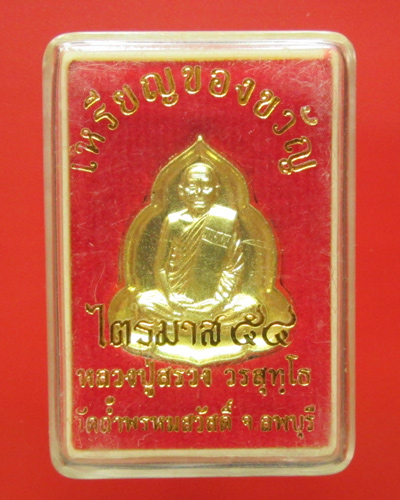 เหรียญของขวัญ
ไตรมาส ๕๔
หลวงปู่สรวง วรสุทฺโธ
วัดถ้ำพรหมสวัสดิ์ จ.ลพบุรี